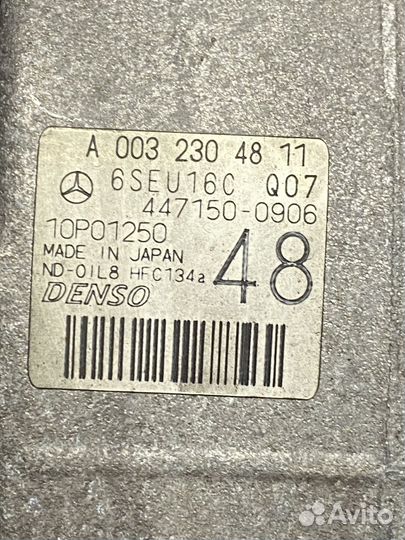 A 003 230 48 11
6SEU16C Q07
447150-0906
10P01250
MADE IN JAPAN
ND-OIL8 HFC134a
48
DENSO
Avito